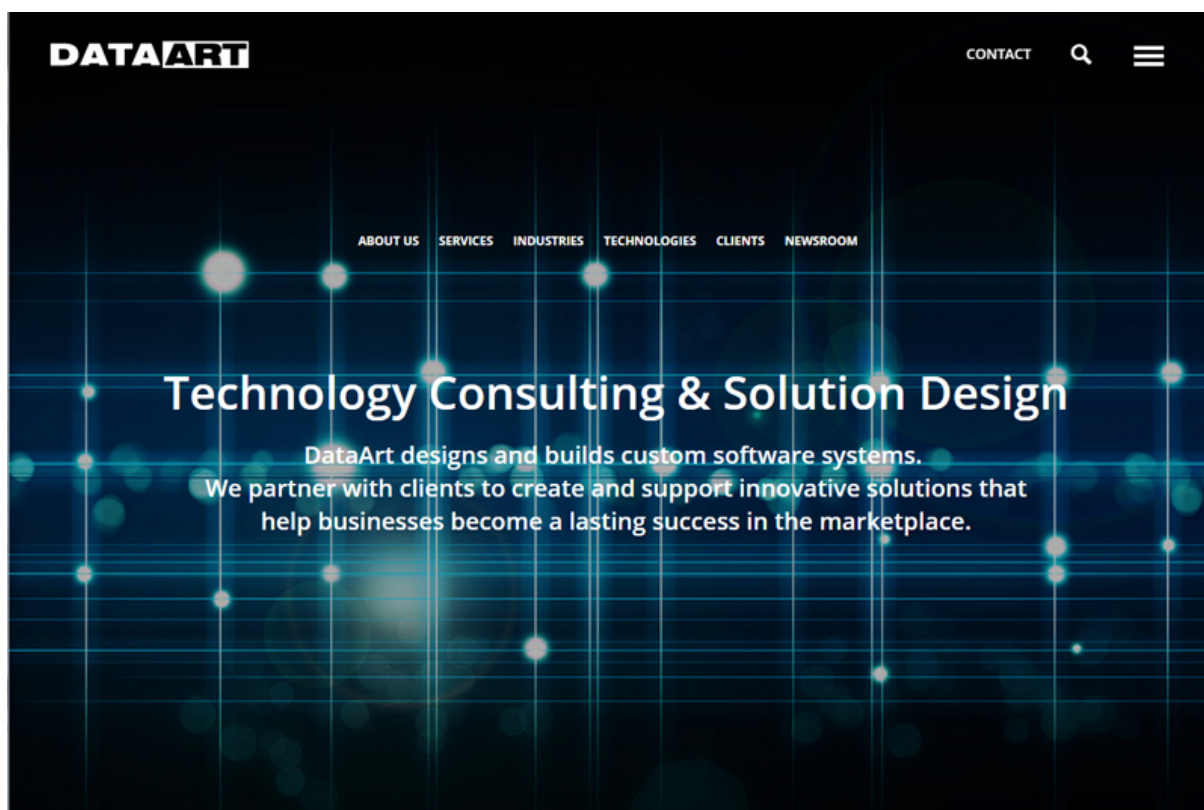 DATAART
CONTACT
ABOUT US SERVICES INDUSTRIES TECHNOLOGIES CLIENTS NEWSROOM
Technology Consulting & Solution Design
DataArt designs and builds custom software systems.
We partner with clients to create and support innovative solutions that
help businesses become a lasting success in the marketplace.